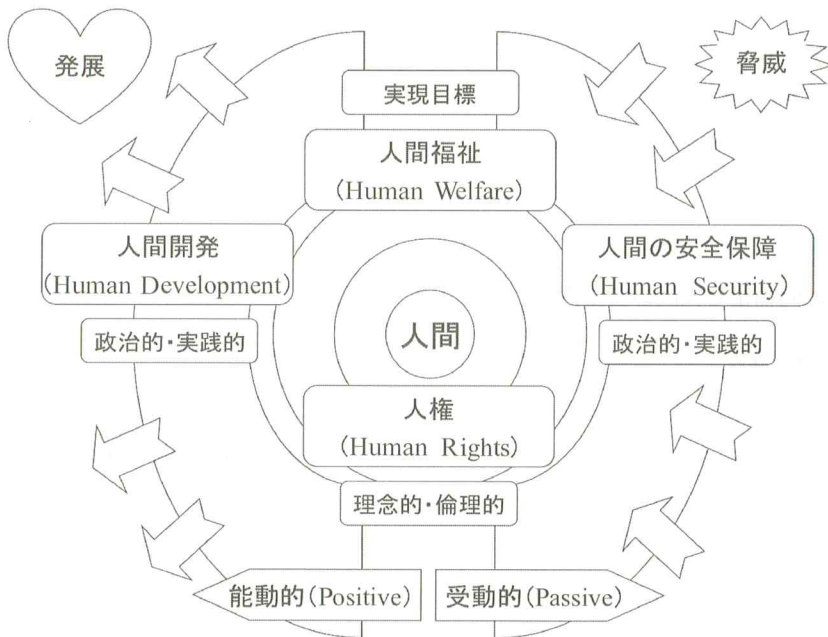 発展
脅威
実現目標
人間福祉
(Human Welfare)
人間開発
(Human Development)
人間の安全保障
(Human Security)
政治的・実践的
人間
政治的・実践的
人権
(Human Rights)
理念的・倫理的
能動的(Positive)
受動的(Passive)